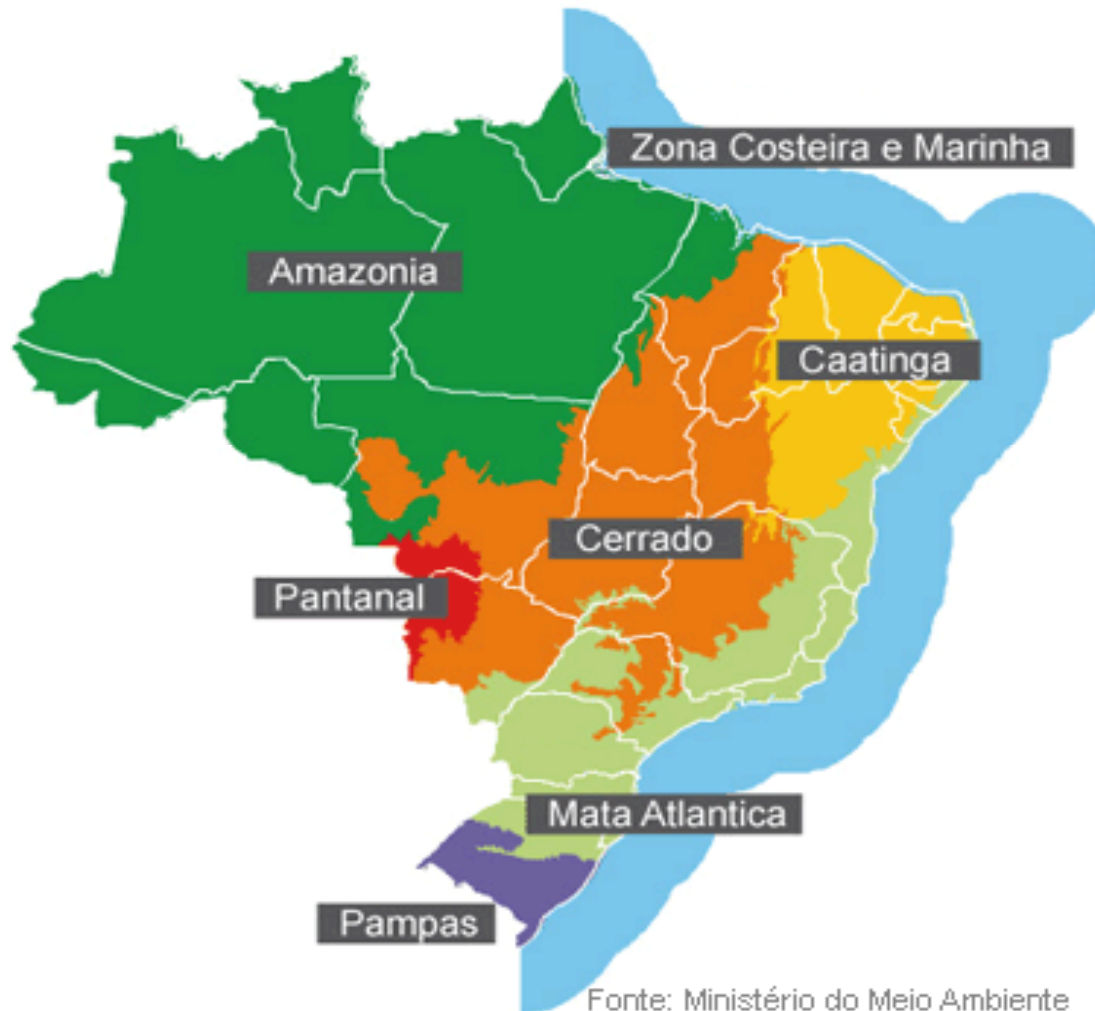 Zona Costeira e Marinha
Amazonia
Caatinga
Cerrado
Pantanal
Mata Atlantica
Pampas
Fonte: Ministério do Meio Ambiente